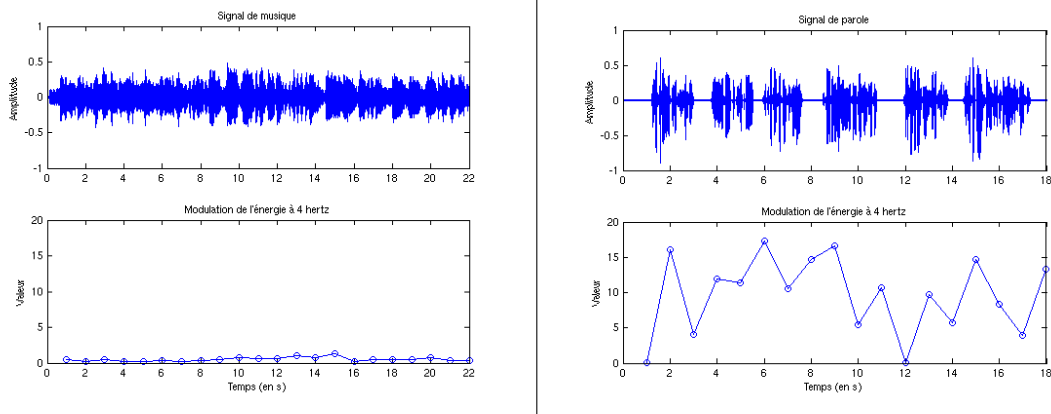 Signal de musique
1
0.5
0
-0.5
-1
Amplitude
0 2 4 6 8 10 12 14 16 18 20 22
Modulation de l'énergie à 4 hertz
20
15
10
5
0
Valeur
0 2 4 6 8 10 12 14 16 18 20 22
Temps (en s)
Signal de parole
1
0.5
0
-0.5
-1
Amplitude
0 2 4 6 8 10 12 14 16 18
Modulation de l'énergie à 4 hertz
20
15
10
5
0
Valeur
0 2 4 6 8 10 12 14 16 18
Temps (en s)